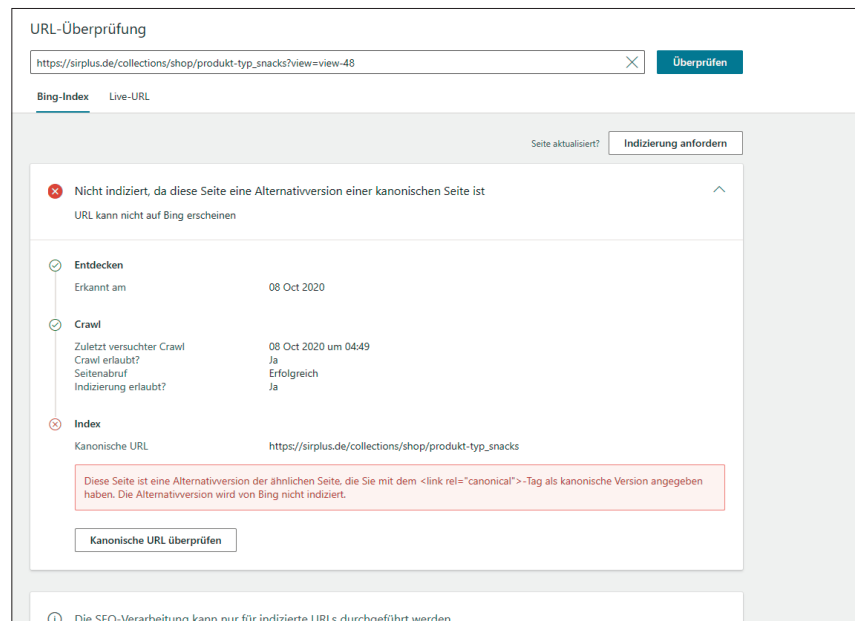 URL-Überprüfung
https://sirplus.de/collections/shop/produkt-typ_snacks?view=view-48
Überprüfen
Bing-Index Live-URL
Seite aktualisiert? Indizierung anfordern
Nicht indiziert, da diese Seite eine Alternativversion einer kanonischen Seite ist
URL kann nicht auf Bing erscheinen
Entdecken
Erkannt am 08 Oct 2020
Crawl
Zuletzt versuchter Crawl 08 Oct 2020 um 04:49
Crawl erlaubt? Ja
Seitenabruf Erfolgreich
Indizierung erlaubt? Ja
Index
Kanonische URL https://sirplus.de/collections/shop/produkt-typ_snacks
Diese Seite ist eine Alternativversion der ähnlichen Seite, die Sie mit dem <link rel="canonical">-Tag als kanonische Version angegeben
haben. Die Alternativversion wird von Bing nicht indiziert.
Kanonische URL überprüfen
Die SEO-Verarbeitung kann nur für indizierte URLs durchgeführt werden